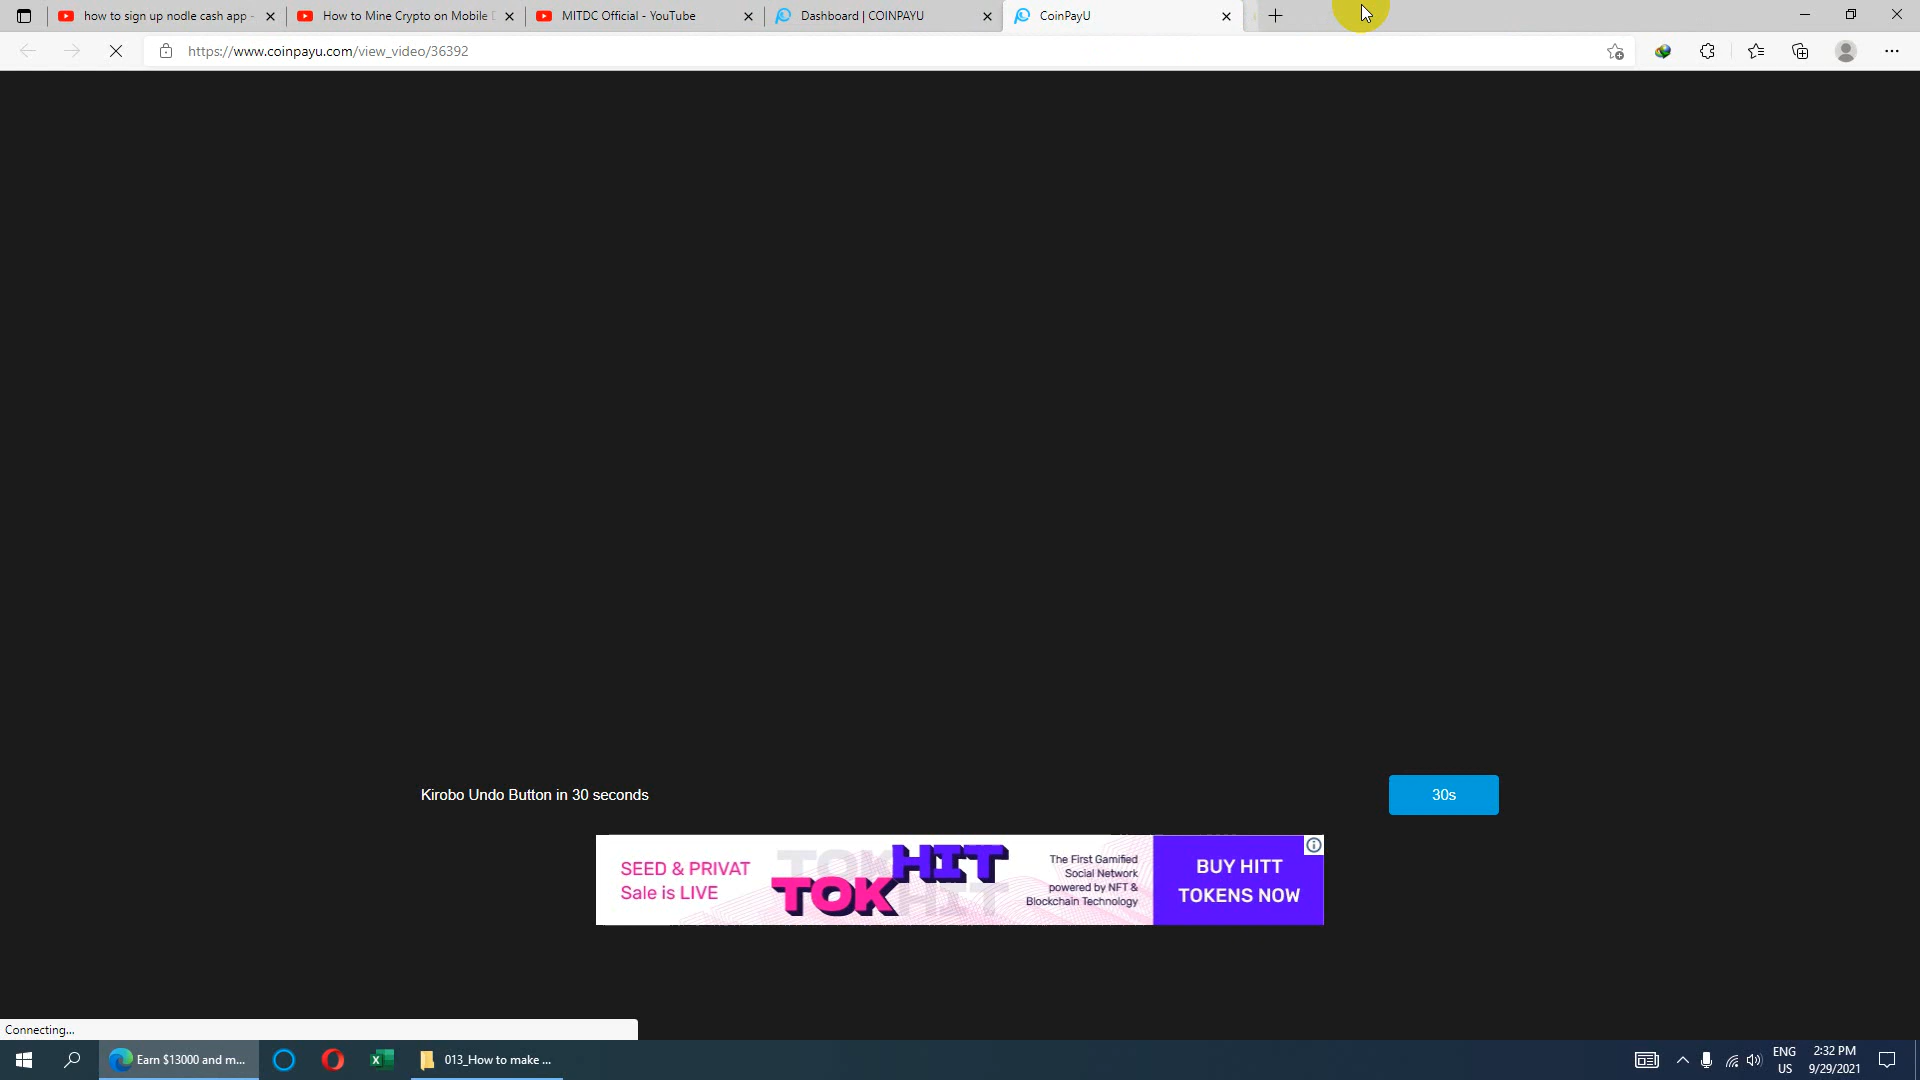 how to sign up nodle cash app -
How to Mine Crypto on Mobile
MITDC Official - YouTube
Dashboard | COINPAYU
CoinPayU
https://www.coinpayu.com/view_video/36392
Kirobo Undo Button in 30 seconds
30s
SEED & PRIVAT
Sale is LIVE
TOK
HIT
The First Gamified
Social Network
powered by NFT &
Blockchain Technology
BUY HITT
TOKENS NOW
Connecting...
Earn $13000 and m...
013_How to make ...
ENG
US
2:32 PM
9/29/2021